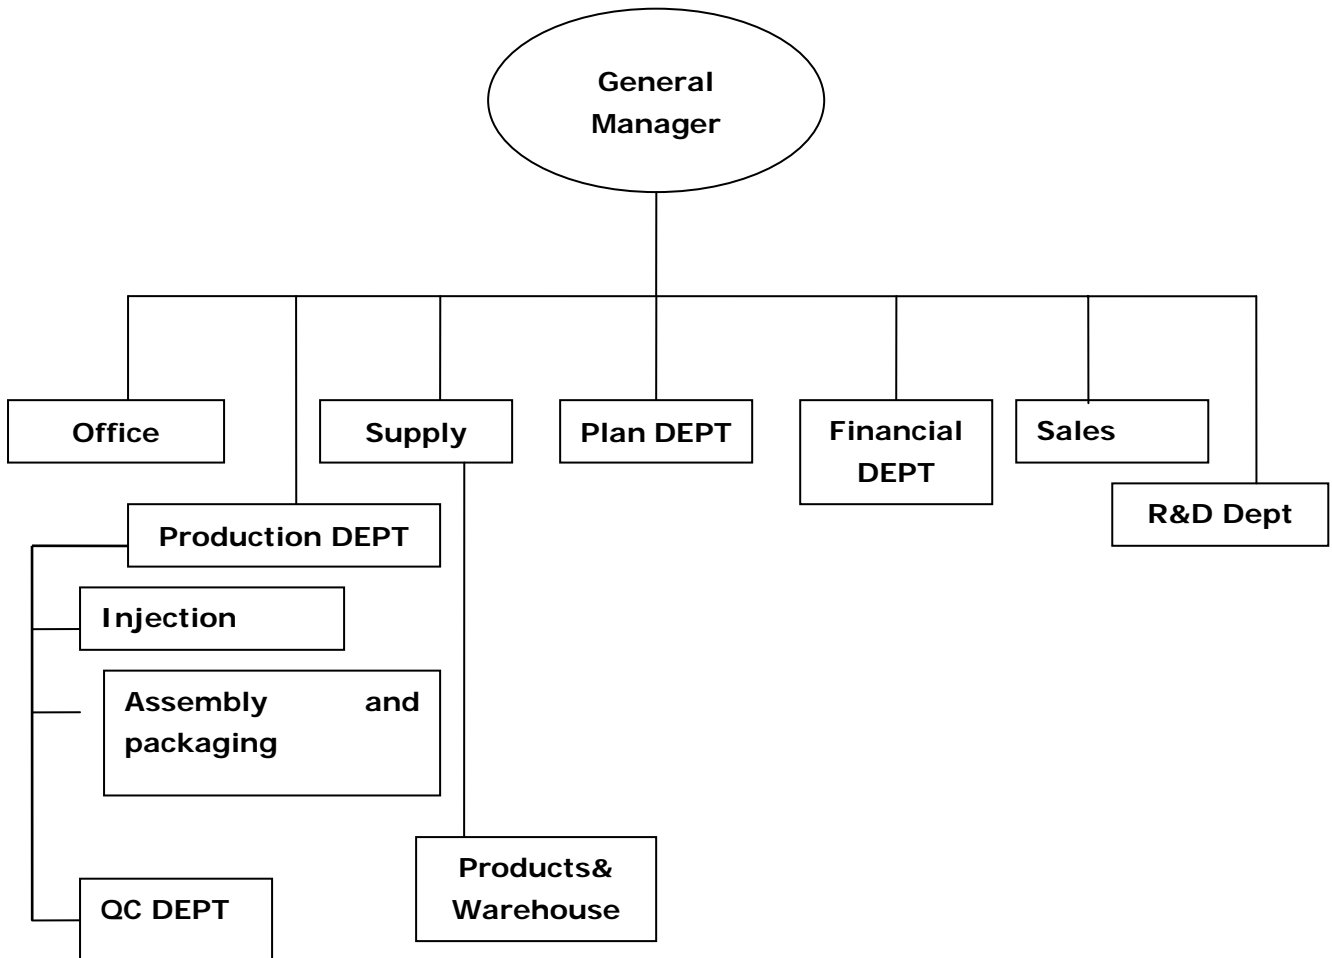 General
Manager
Office
Supply
Plan DEPT
Financial
DEPT
Sales
R&D Dept
Production DEPT
Injection
Assembly and
packaging
Products&
Warehouse
QC DEPT